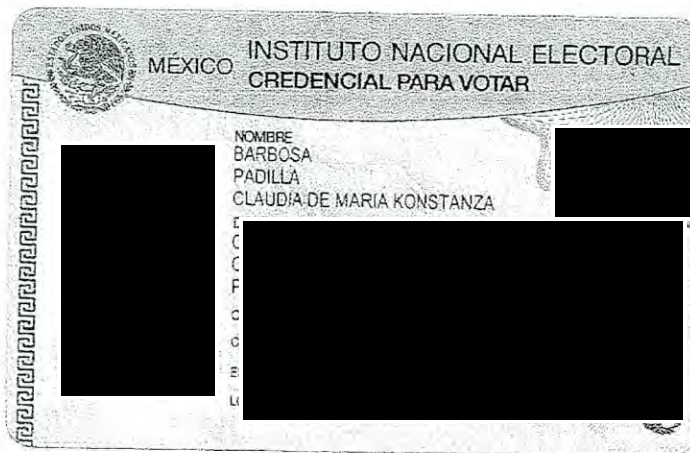 MÉXICO INSTITUTO NACIONAL ELECTORAL
CREDENCIAL PARA VOTAR
NOMBRE
BARBOSA
PADILLA
CLAUDIA DE MARIA KONSTANZA